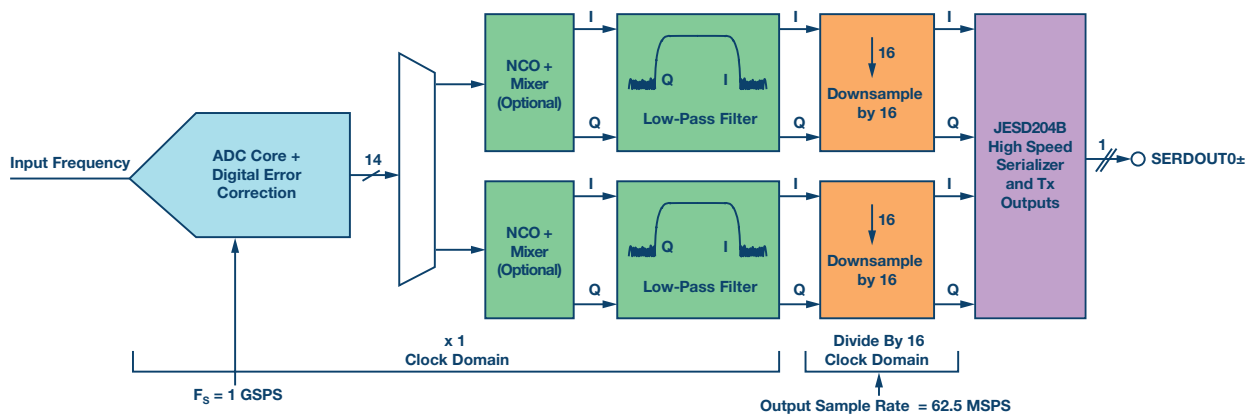 Input Frequency
ADC Core +
Digital Error
Correction
14
NCO +
Mixer
(Optional)
I
Q
Q I
Low-Pass Filter
I
Q
16
Downsample
by 16
I
Q
NCO +
Mixer
(Optional)
I
Q
Q I
Low-Pass Filter
I
Q
16
Downsample
by 16
I
Q
JESD204B
High Speed
Serializer
and Tx
Outputs
1
SERDOUT0±
x 1
Clock Domain
Divide By 16
Clock Domain
FS = 1 GSPS
Output Sample Rate = 62.5 MSPS